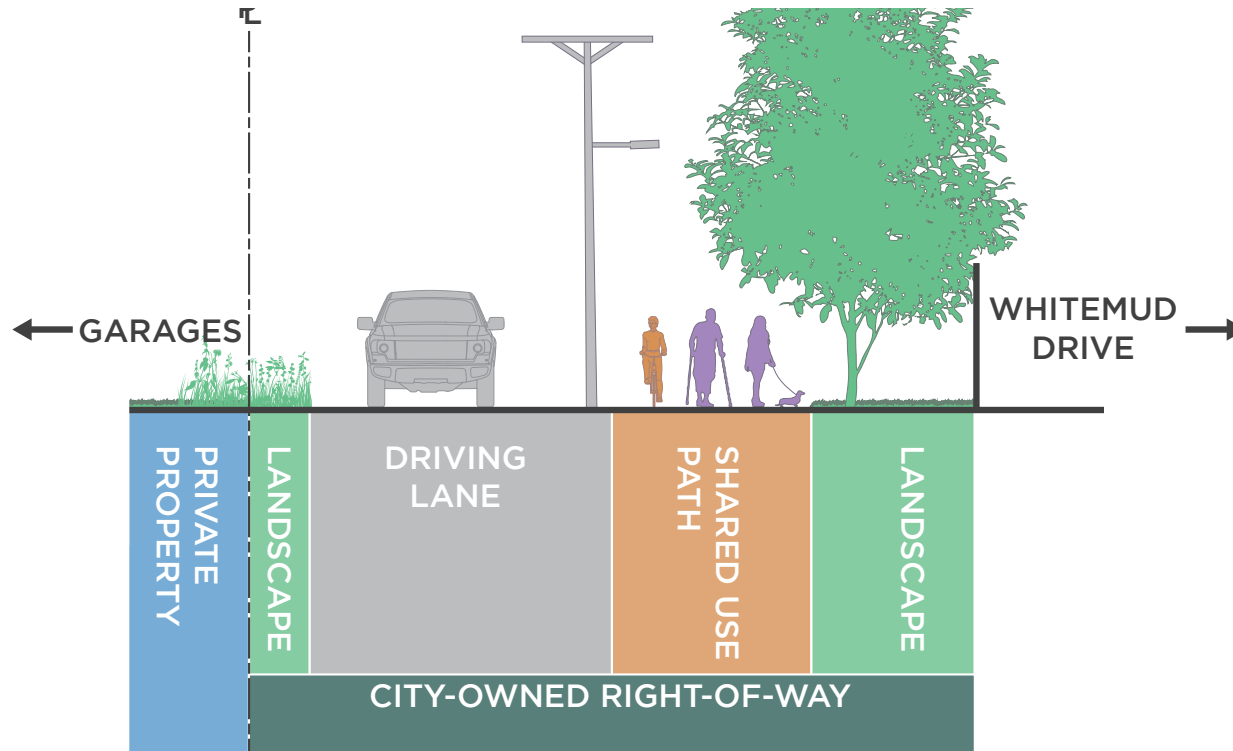 GARAGES
WHITEMUD
DRIVE
PRIVATE
PROPERTY
LANDSCAPE
DRIVING
LANE
SHARED USE
PATH
LANDSCAPE
CITY-OWNED RIGHT-OF-WAY